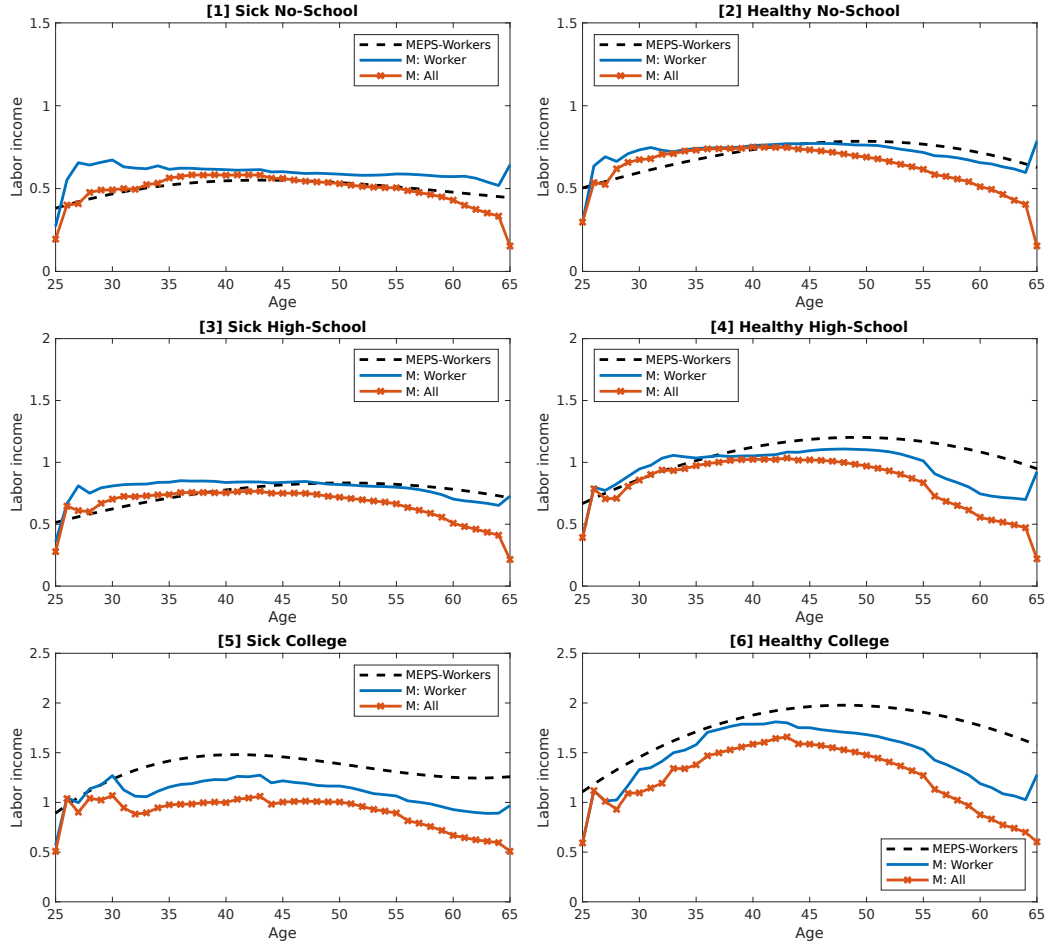 [1] Sick No-School
1.5
1
0.5
0
Labor income
MEPS-Workers
M: Worker
M: All
25 30 35 40 45 50 55 60 65
Age
[2] Healthy No-School
1.5
1
0.5
0
Labor income
MEPS-Workers
M: Worker
M: All
25 30 35 40 45 50 55 60 65
Age
[3] Sick High-School
2
1.5
1
0.5
0
Labor income
MEPS-Workers
M: Worker
M: All
25 30 35 40 45 50 55 60 65
Age
[4] Healthy High-School
2
1.5
1
0.5
0
Labor income
MEPS-Workers
M: Worker
M: All
25 30 35 40 45 50 55 60 65
Age
[5] Sick College
2.5
2
1.5
1
0.5
0
Labor income
MEPS-Workers
M: Worker
M: All
25 30 35 40 45 50 55 60 65
Age
[6] Healthy College
2.5
2
1.5
1
0.5
0
Labor income
MEPS-Workers
M: Worker
M: All
25 30 35 40 45 50 55 60 65
Age